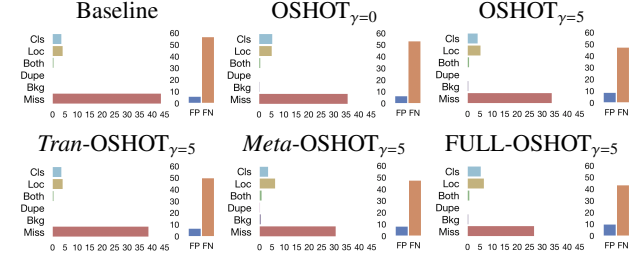 Baseline OSHOTγ=0 OSHOTγ=5
Cls 60 Cls 60 Cls 60
Loc 50 Loc 50 Loc 50
Both 40 Both 40 Both 40
Dupe 30 Dupe 30 Dupe 30
Bkg 20 Bkg 20 Bkg 20
Miss 10 Miss 10 Miss 10
0 0 0
0 5 10 15 20 25 30 35 40 45 FP FN 0 5 10 15 20 25 30 35 40 45 FP FN 0 5 10 15 20 25 30 35 40 45 FP FN
Tran-OSHOTγ=5 Meta-OSHOTγ=5 FULL-OSHOTγ=5
Cls 60 Cls 60 Cls 60
Loc 50 Loc 50 Loc 50
Both 40 Both 40 Both 40
Dupe 30 Dupe 30 Dupe 30
Bkg 20 Bkg 20 Bkg 20
Miss 10 Miss 10 Miss 10
0 0 0
0 5 10 15 20 25 30 35 40 45 FP FN 0 5 10 15 20 25 30 35 40 45 FP FN 0 5 10 15 20 25 30 35 40 45 FP FN